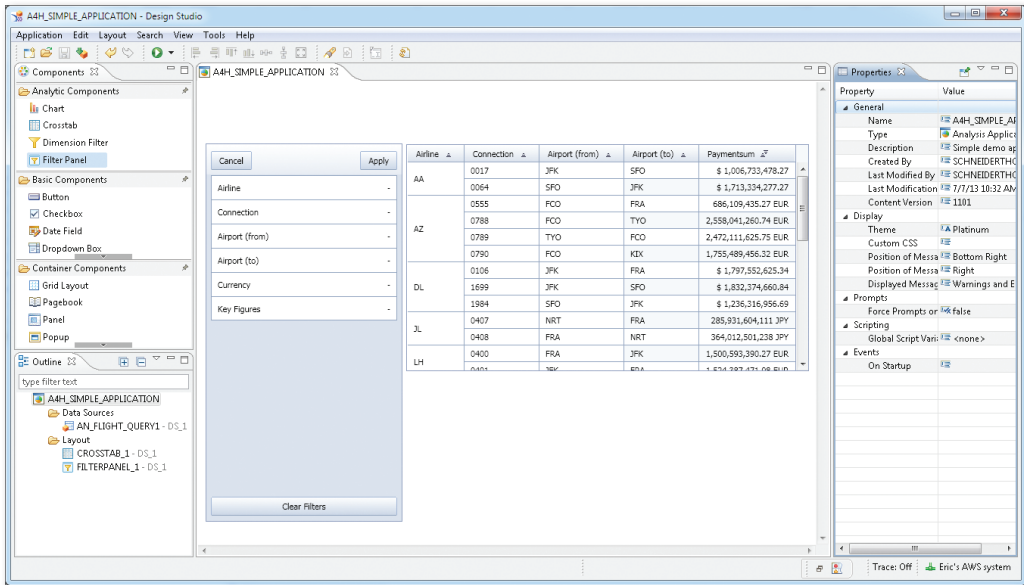 A4H_SIMPLE_APPLICATION - Design Studio
Application Edit Layout Search View Tools Help
Components
Analytic Components
Chart
Crosstab
Dimension Filter
Filter Panel
Basic Components
Button
Checkbox
Date Field
Dropdown Box
Container Components
Grid Layout
Pagebook
Panel
Popup
Outline
type filter text
A4H_SIMPLE_APPLICATION
Data Sources
AN_FLIGHT_QUERY1 - DS_1
Layout
CROSSTAB_1 - DS_1
FILTERPANEL_1 - DS_1
A4H_SIMPLE_APPLICATION
Cancel Apply
Airline -
Connection -
Airport (from) -
Airport (to) -
Currency -
Key Figures -
Clear Filters
Airline Connection Airport (from) Airport (to) Paymentsum
AA 0017 JFK SFO $ 1,006,733,478.27
0064 SFO JFK $ 1,713,334,277.27
AZ 0555 FCO FRA 686,109,435.27 EUR
0788 FCO TYO 2,558,041,260.74 EUR
0789 TYO FCO 2,472,111,625.75 EUR
0790 FCO KIX 1,755,489,456.32 EUR
DL 0106 JFK FRA $ 1,797,552,625.34
1699 JFK SFO $ 1,832,374,660.84
1984 SFO JFK $ 1,236,316,956.69
JL 0407 NRT FRA 285,931,604,111 JPY
0408 FRA NRT 364,012,501,238 JPY
LH 0400 FRA JFK 1,500,593,390.27 EUR
Properties
Property Value
General
Name A4H_SIMPLE_AP
Type Analysis Applica
Description Simple demo ap
Created By SCHNEIDERTHO
Last Modified By SCHNEIDERTHO
Last Modification 7/7/13 10:32 AM
Content Version 1101
Display
Theme Platinum
Custom CSS
Position of Messa Bottom Right
Position of Messa Right
Displayed Messag Warnings and E
Prompts
Force Prompts or false
Scripting
Global Script Vari <none>
Events
On Startup
Trace: Off Eric's AWS system